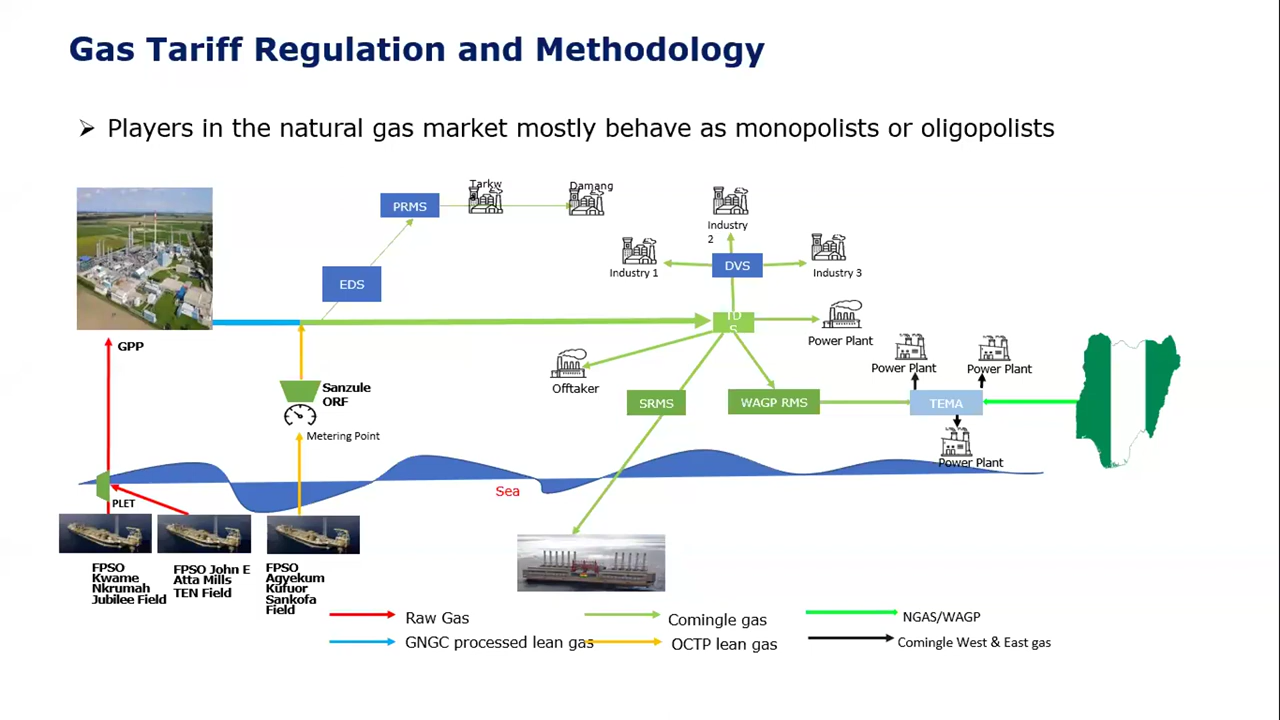 Gas Tariff Regulation and Methodology
Players in the natural gas market mostly behave as monopolists or oligopolists
Tarkw
Damang
PRMS
Industry
2
Industry 1
DVS
Industry 3
EDS
TD
S
Power Plant
GPP
Offtaker
Power Plant
Power Plant
Sanzule
ORF
SRMS
WAGP RMS
TEMA
Metering Point
Power Plant
Sea
PLET
FPSO
Kwame
Nkrumah
Jubilee Field
FPSO John E
Atta Mills
TEN Field
FPSO
Agyekum
Kufuor
Sankofa
Field
Raw Gas
Comingle gas
NGAS/WAGP
GNGC processed lean gas
OCTP lean gas
Comingle West & East gas